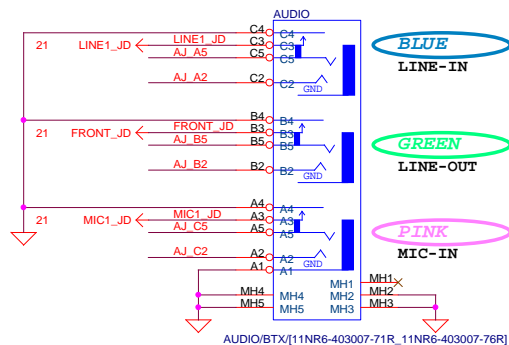 AUDIO
C4
21 LINE1_JD LINE1_JD C3 C3
AJ_A5 C5 C5
C4
AJ_A2 C2 C2
GND
BLUE
LINE-IN
B4 B4
21 FRONT_JD FRONT_JD B3 B3
AJ_B5 B5 B5
AJ_B2 B2 B2
GND
GREEN
LINE-OUT
A4 A4
21 MIC1_JD MIC1_JD A3 A3
AJ_C5 A5 A5
AJ_C2 A2 A2
GND
A1 A1
PINK
MIC-IN
MH1 MH1
MH4 MH4 MH2 MH2
MH5 MH5 MH3 MH3
AUDIO/BTX/[11NR6-403007-71R_11NR6-403007-76R]